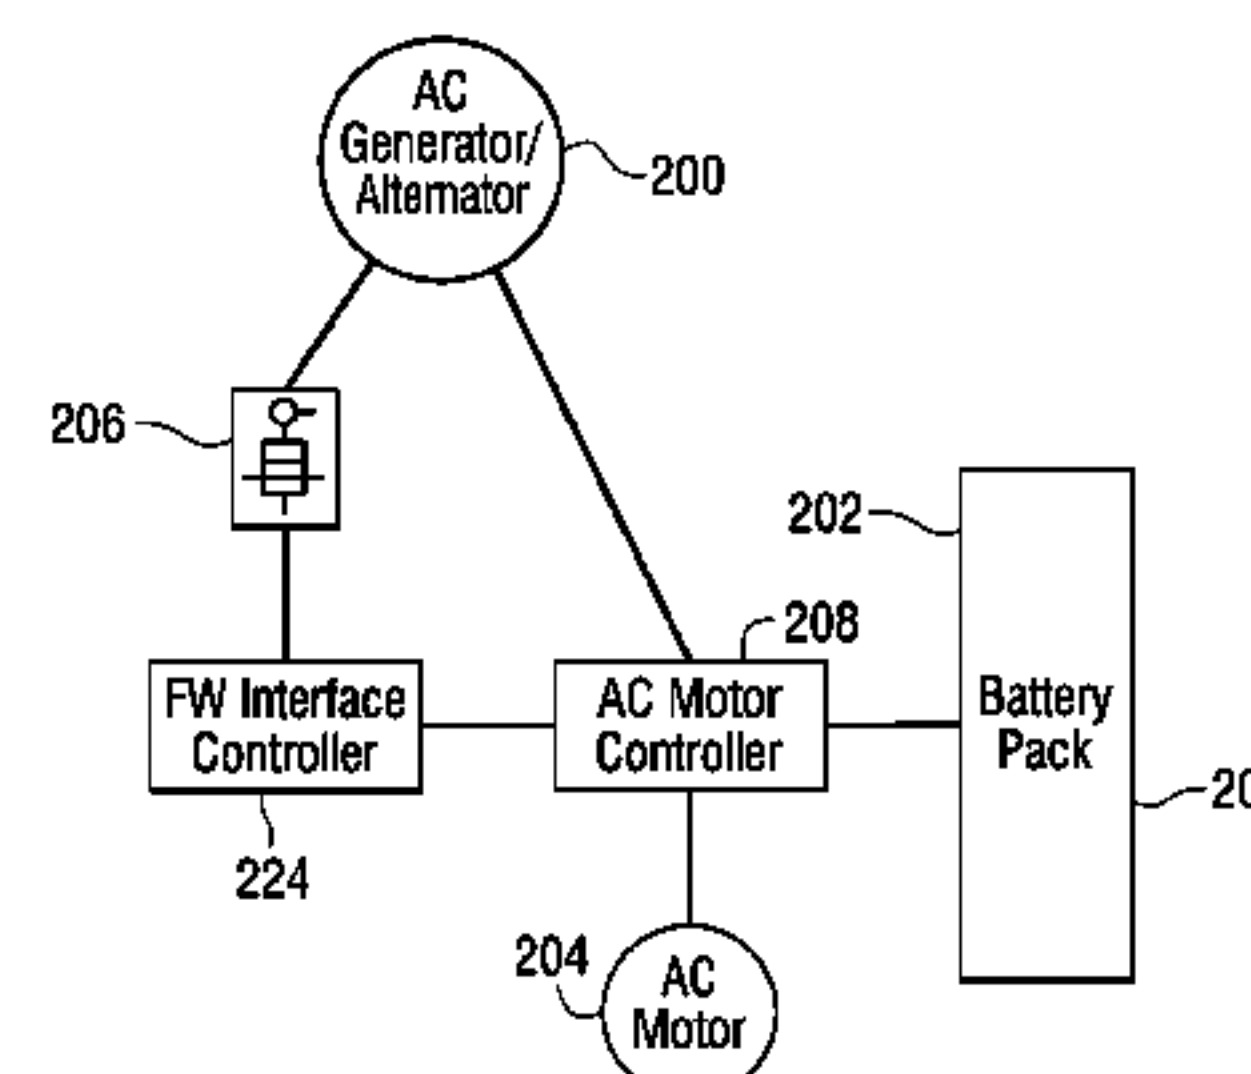 AC
Generator/
Alternator
200
206
202
208
FW Interface
Controller
AC Motor
Controller
Battery
Pack
224
204
AC
Motor